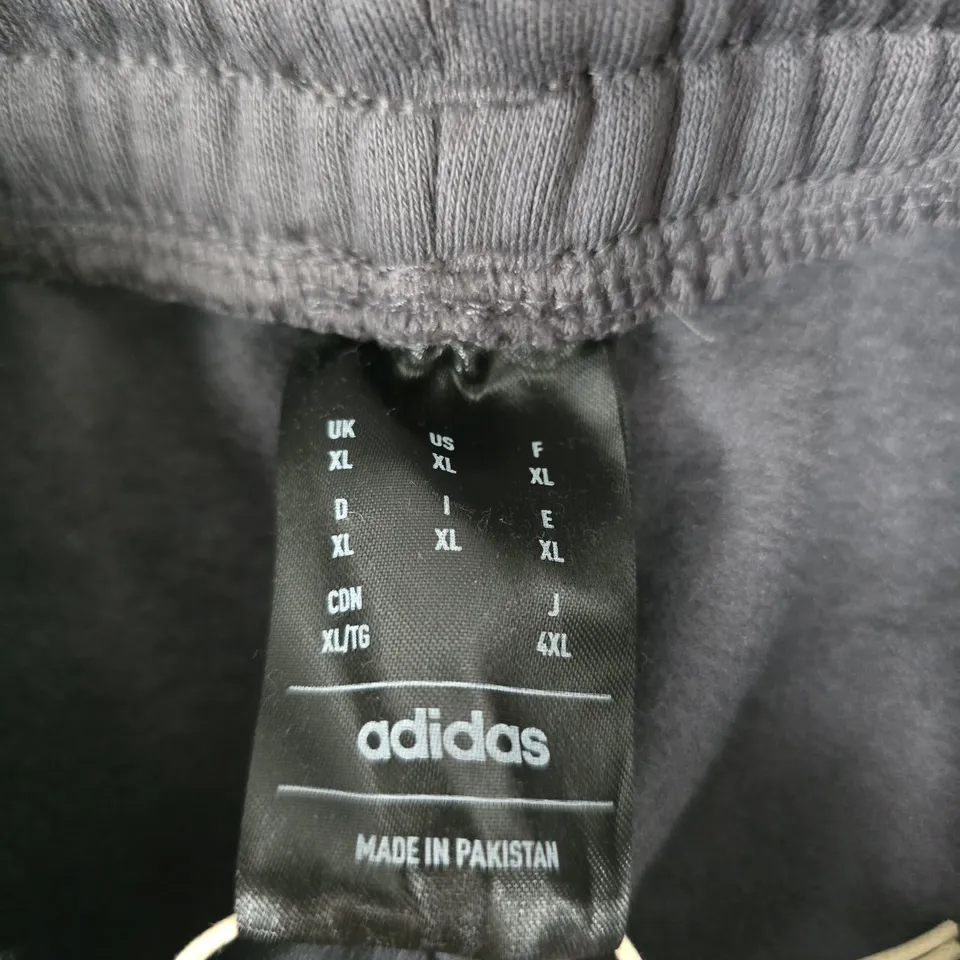 UK US F
XL XL XL
D I E
XL XL XL
CDN J
XL/TG 4XL
adidas
MADE IN PAKISTAN